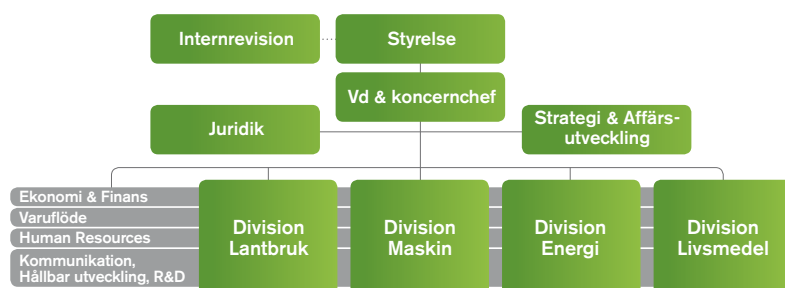 Internrevision
Styrelse
Vd & koncernchef
Juridik
Strategi & Affärs-
utveckling
Ekonomi & Finans
Varuflöde
Human Resources
Kommunikation,
Hållbar utveckling, R&D
Division
Lantbruk
Division
Maskin
Division
Energi
Division
Livsmedel